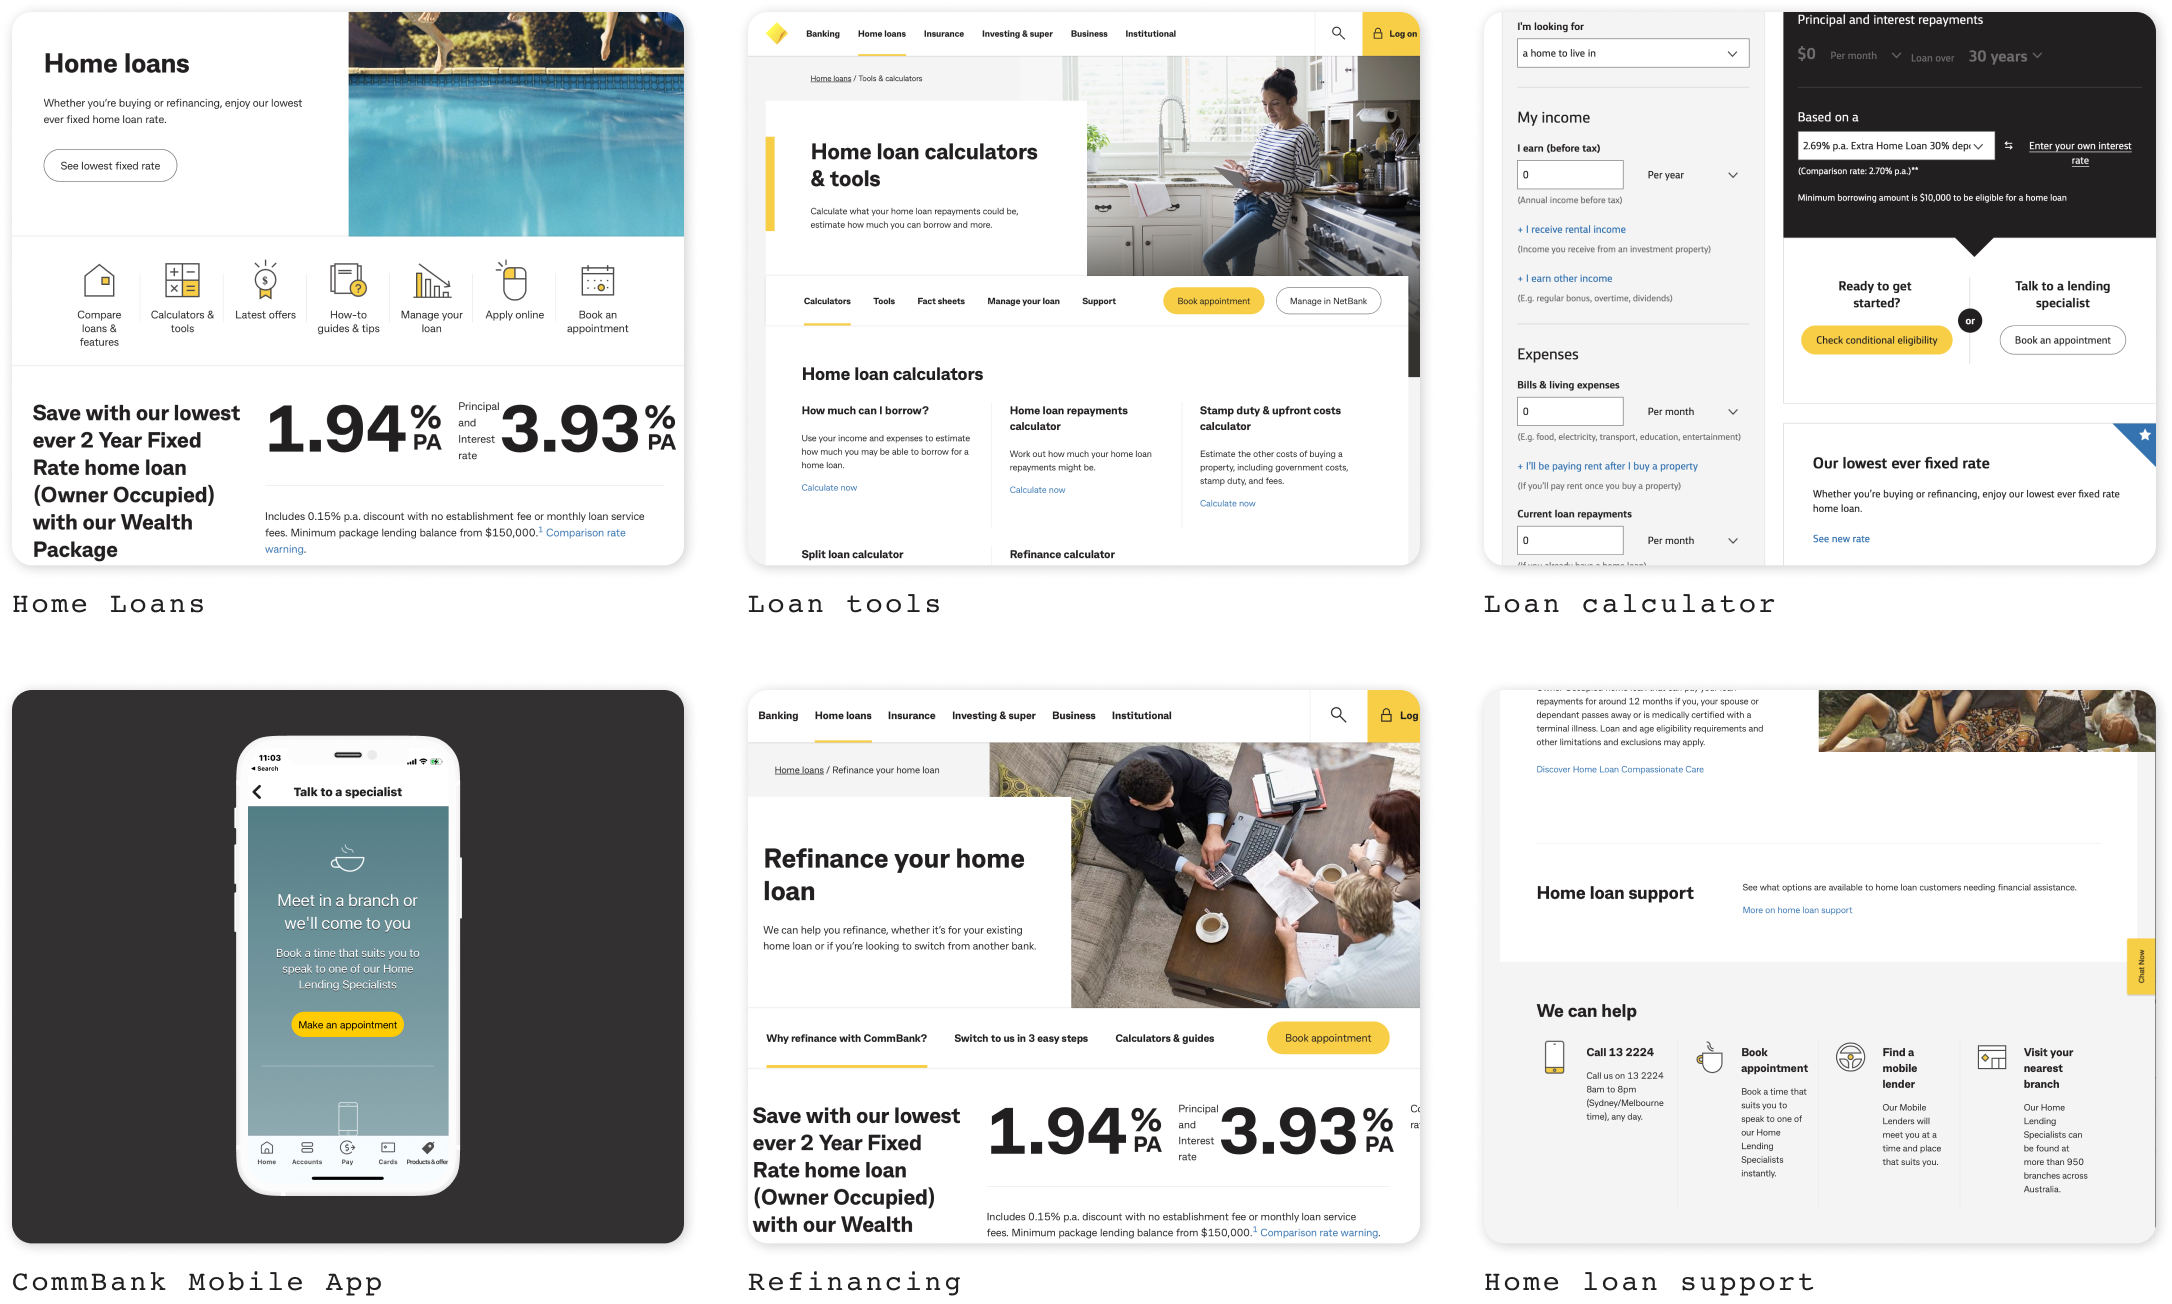 Home loans
Whether you're buying or refinancing, enjoy our lowest
ever fixed home loan rate.
See lowest fixed rate
Compare
loans &
features
Calculators &
tools
Latest offers
How-to
guides & tips
Manage your
loan
Apply online
Book an
appointment
Save with our lowest
ever 2 Year Fixed
Rate home loan
(Owner Occupied)
with our Wealth
Package
1.94% PA
Principal
and
Interest
rate
3.93% PA
Includes 0.15% p.a. discount with no establishment fee or monthly loan service
fees. Minimum package lending balance from $150,000.1 Comparison rate
warning.
Home Loans
Banking Home loans Insurance Investing & super Business Institutional Log on
Home loans / Tools & calculators
Home loan calculators
& tools
Calculate what your home loan repayments could be,
estimate how much you can borrow and more.
Calculators Tools Fact sheets Manage your loan Support Book appointment Manage in NetBank
Home loan calculators
How much can I borrow?
Use your income and expenses to estimate
how much you may be able to borrow for a
home loan.
Calculate now
Home loan repayments
calculator
Work out how much your home loan
repayments might be.
Calculate now
Stamp duty & upfront costs
calculator
Estimate the other costs of buying a
property, including government costs,
stamp duty, and fees.
Calculate now
Split loan calculator
Refinance calculator
Loan tools
I'm looking for
a home to live in
My income
I earn (before tax)
0 Per year
(Annual income before tax)
+ I receive rental income
(Income you receive from an investment property)
+ I earn other income
(E.g. regular bonus, overtime, dividends)
Expenses
Bills & living expenses
0 Per month
(E.g. food, electricity, transport, education, entertainment)
+ I'll be paying rent after I buy a property
(If you'll pay rent once you buy a property)
Current loan repayments
0 Per month
(If you already have a home loan)
Principal and interest repayments
$0 Per month Loan over 30 years
Based on a
2.69% p.a. Extra Home Loan 30% depo
Enter your own interest
rate
(Comparison rate: 2.70% p.a.)**
Minimum borrowing amount is $10,000 to be eligible for a home loan
Ready to get
started?
Check conditional eligibility
or
Talk to a lending
specialist
Book an appointment
Our lowest ever fixed rate
Whether you're buying or refinancing, enjoy our lowest ever fixed rate
home loan.
See new rate
Loan calculator
11:03
Search
Talk to a specialist
Meet in a branch or
we'll come to you
Book a time that suits you to
speak to one of our Home
Lending Specialists
Make an appointment
Home Accounts Pay Cards Products & offer
CommBank Mobile App
Banking Home loans Insurance Investing & super Business Institutional Log
Home loans / Refinance your home loan
Refinance your home
loan
We can help you refinance, whether it's for your existing
home loan or if you're looking to switch from another bank.
Why refinance with CommBank? Switch to us in 3 easy steps Calculators & guides Book appointment
Save with our lowest
ever 2 Year Fixed
Rate home loan
(Owner Occupied)
with our Wealth
1.94% PA
Principal
and
Interest
rate
3.93% PA
Includes 0.15% p.a. discount with no establishment fee or monthly loan service
fees. Minimum package lending balance from $150,000.1 Comparison rate warning.
Refinancing
repayments for around 12 months if you, your spouse or
dependant passes away or is medically certified with a
terminal illness. Loan and age eligibility requirements and
other limitations and exclusions may apply.
Discover Home Loan Compassionate Care
Home loan support
See what options are available to home loan customers needing financial assistance.
More on home loan support
Chat Now
We can help
Call 13 2224
Call us on 13 2224
8am to 8pm
(Sydney/Melbourne
time), any day.
Book
appointment
Book a time that
suits you to
speak to one of
our Home
Lending
Specialists
instantly.
Find a
mobile
lender
Our Mobile
Lenders will
meet you at a
time and place
that suits you.
Visit your
nearest
branch
Our Home
Lending
Specialists can
be found at
more than 950
branches across
Australia.
Home loan support